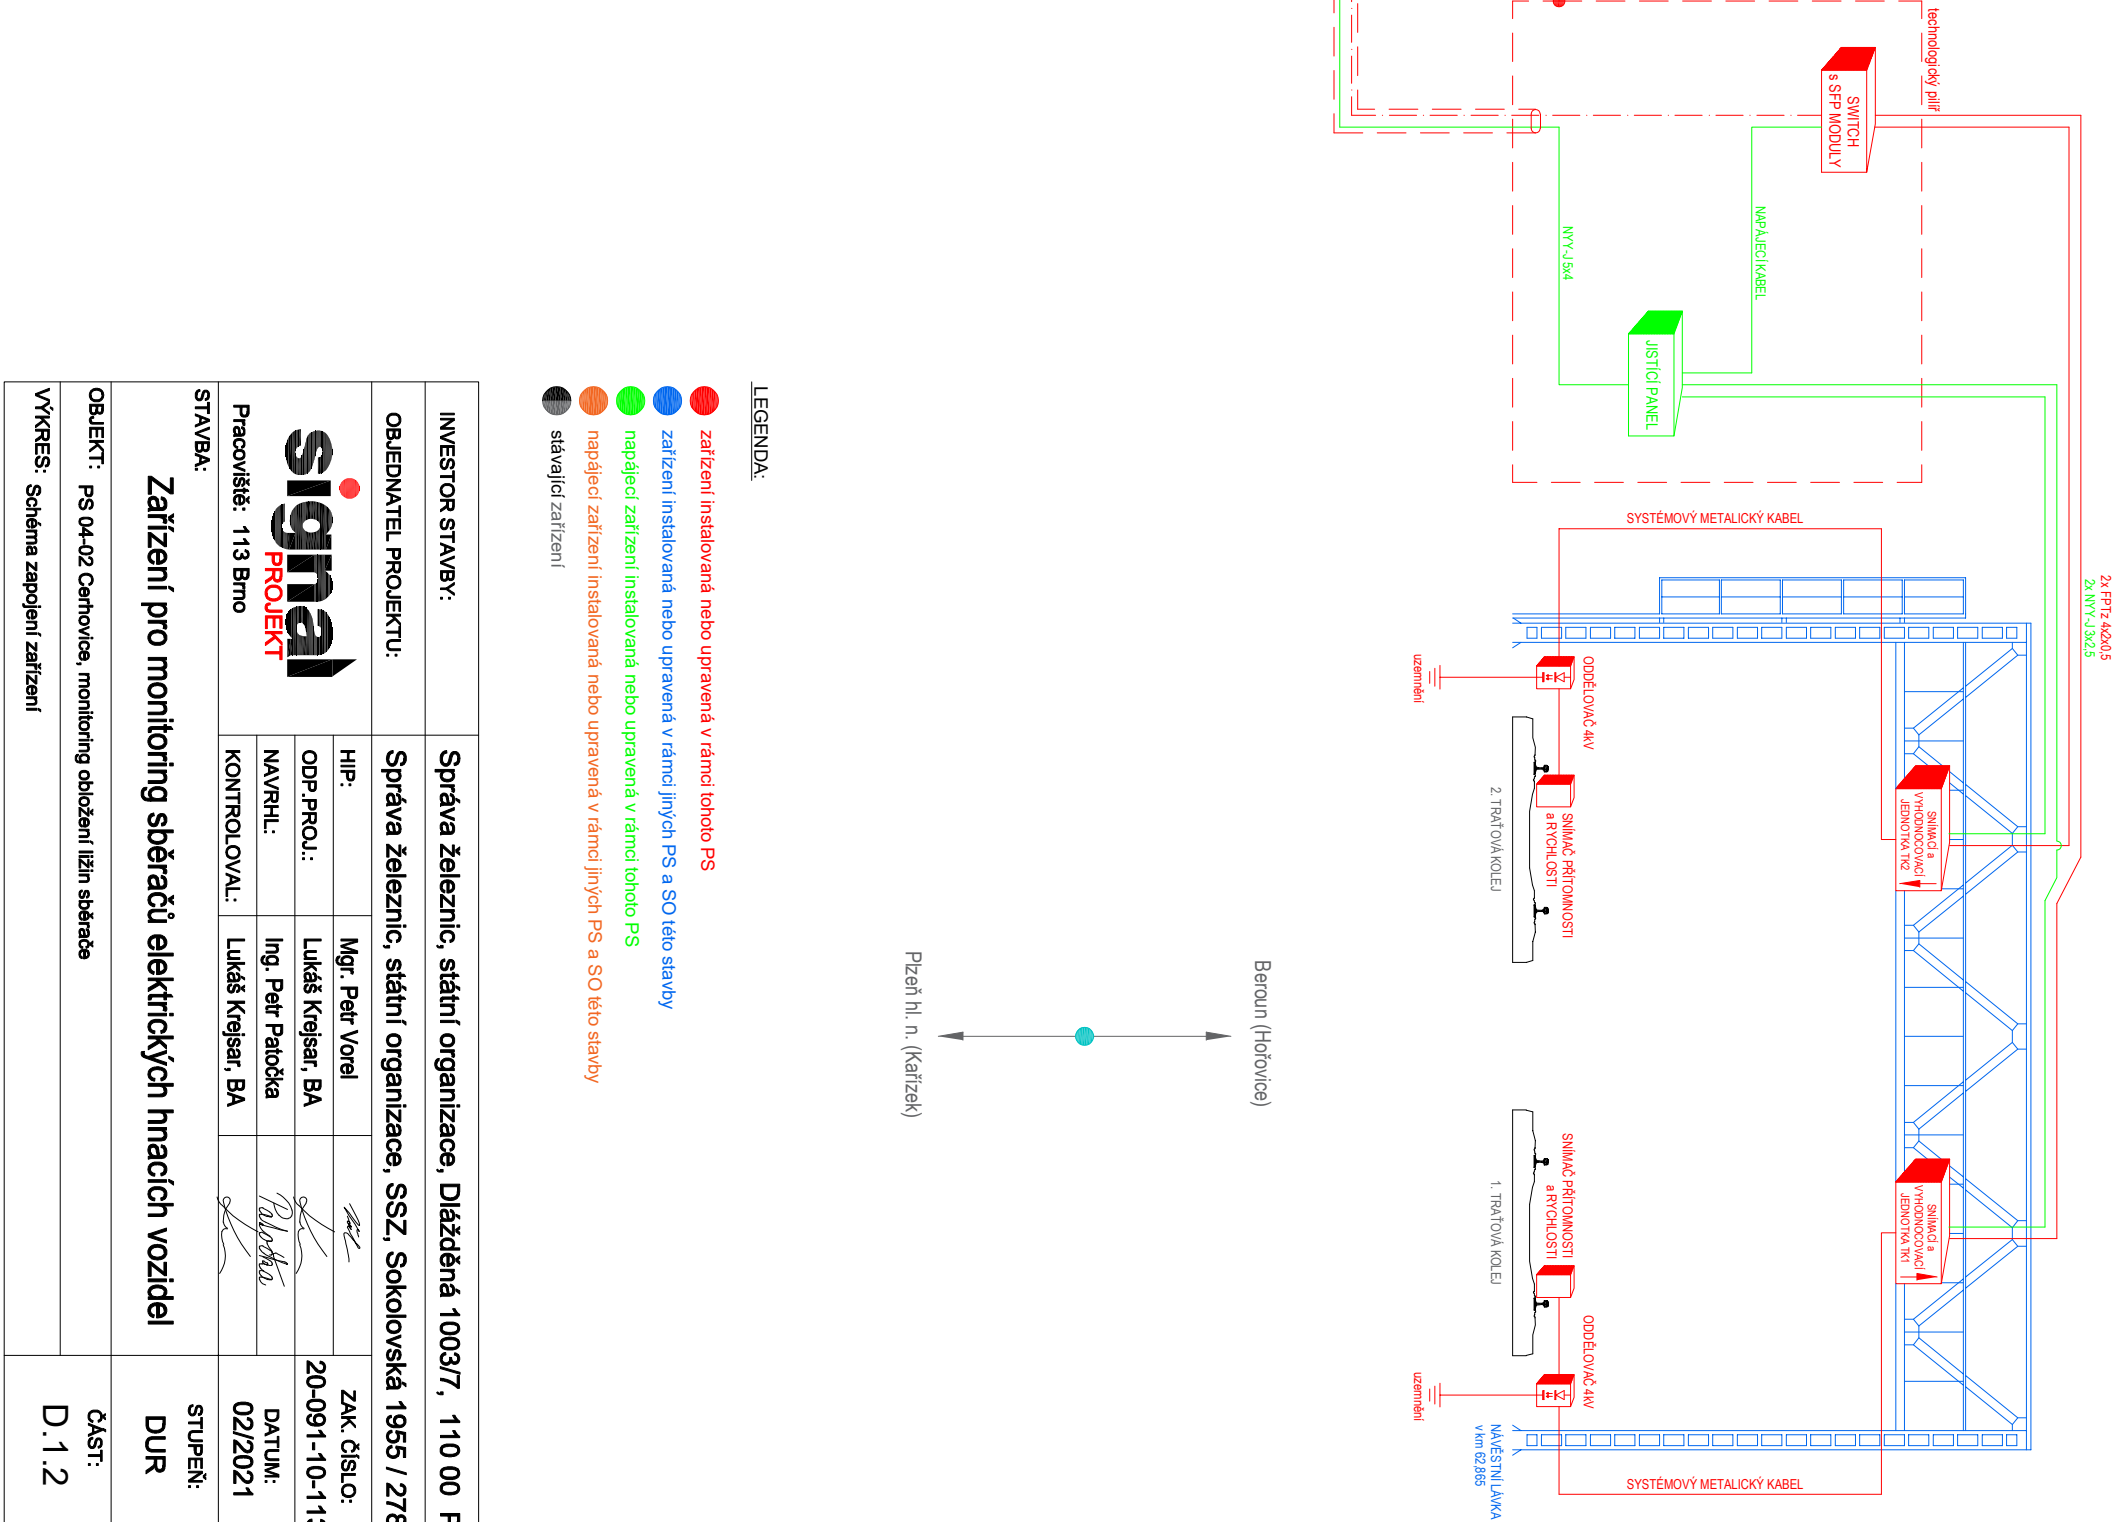 technologický pilíř
SWITCH
s SFP MODULY
NAPÁJECÍ KABEL
NYY-J 5x4
JISTÍCÍ PANEL
2x FPTz 4x2x0,5
2x NYY-J 3x2,5
SYSTÉMOVÝ METALICKÝ KABEL
ODDĚLOVAČ 4kV
uzemnění
SNÍMAČ PŘÍTOMNOSTI
a RYCHLOSTI
2. TRAŤOVÁ KOLEJ
SNÍMACÍ a
VYHODNOCOVACÍ
JEDNOTKA TK2
SNÍMACÍ a
VYHODNOCOVACÍ
JEDNOTKA TK1
SNÍMAČ PŘÍTOMNOSTI
a RYCHLOSTI
1. TRAŤOVÁ KOLEJ
ODDĚLOVAČ 4kV
uzemnění
NÁVĚSTNÍ LÁVKA
v km 62,865
SYSTÉMOVÝ METALICKÝ KABEL
Beroun (Hořovice)
Plzeň hl. n. (Kařízek)
LEGENDA:
zařízení instalovaná nebo upravená v rámci tohoto PS
zařízení instalovaná nebo upravená v rámci jiných PS a SO této stavby
napájecí zařízení instalovaná nebo upravená v rámci tohoto PS
napájecí zařízení instalovaná nebo upravená v rámci jiných PS a SO této stavby
stávající zařízení
INVESTOR STAVBY:
Správa železnic, státní organizace, Dlážděná 1003/7, 110 00
OBJEDNATEL PROJEKTU:
Správa železnic, státní organizace, SSZ, Sokolovská 1955 / 278
signal
PROJEKT
Pracoviště: 113 Brno
HIP:
Mgr. Petr Vorel
ODP.PROJ.:
Lukáš Krejsar, BA
NAVRHL:
Ing. Petr Patočka
Patočka
KONTROLOVAL:
Lukáš Krejsar, BA
ZAK. ČÍSLO:
20-091-10-113
DATUM:
02/2021
STAVBA:
Zařízení pro monitoring sběračů elektrických hnacích vozidel
STUPEŇ:
DUR
OBJEKT: PS 04-02 Cerhovice, monitoring obložení ližin sběrače
ČÁST:
D.1.2
VÝKRES: Schéma zapojení zařízení